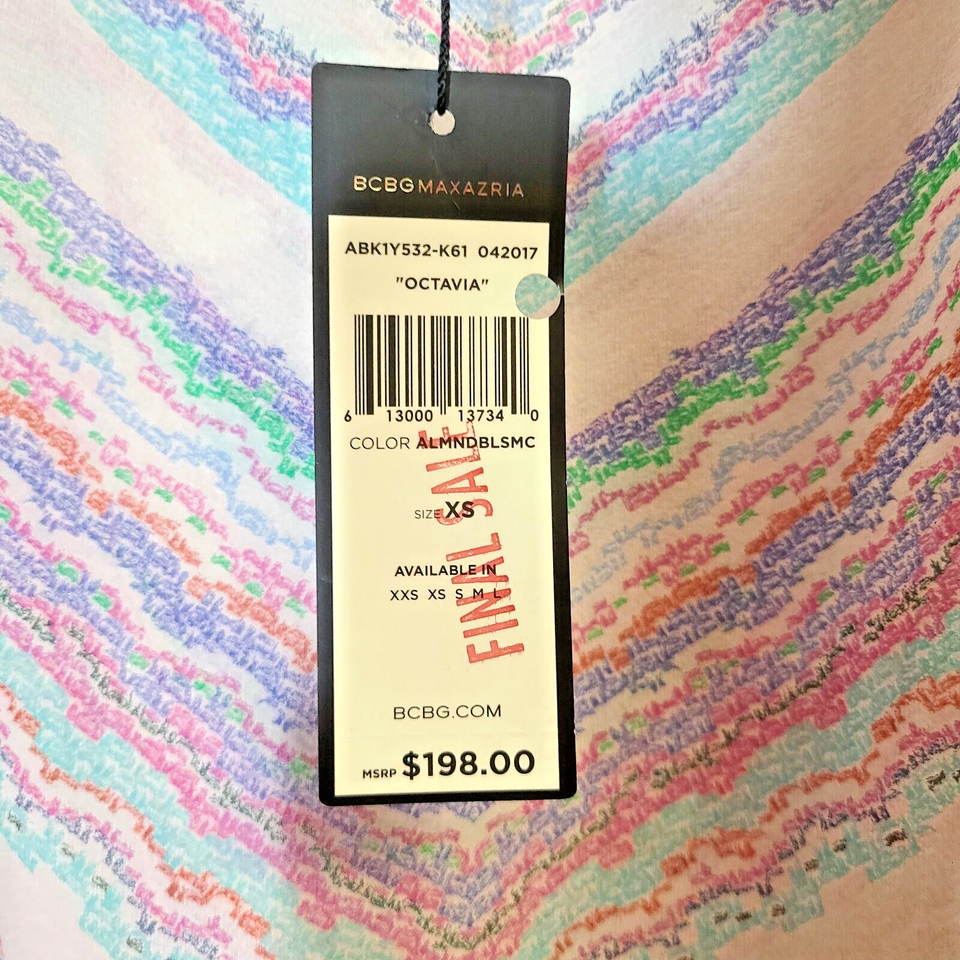 BCBGMAXAZRIA
ABK1Y532-K61 042017
"OCTAVIA"
6 13000 13734 0
COLOR ALMNDBLSMC
SIZE XS
FINAL SALE
AVAILABLE IN
XXS XS S M L
BCBG.COM
MSRP $198.00